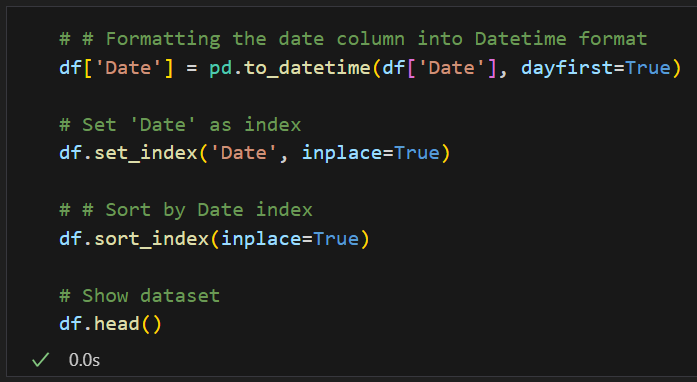 # # Formatting the date column into Datetime format
df['Date'] = pd.to_datetime(df['Date'], dayfirst=True)
# Set 'Date' as index
df.set_index('Date', inplace=True)
# # Sort by Date index
df.sort_index(inplace=True)
# Show dataset
df.head()
0.0s